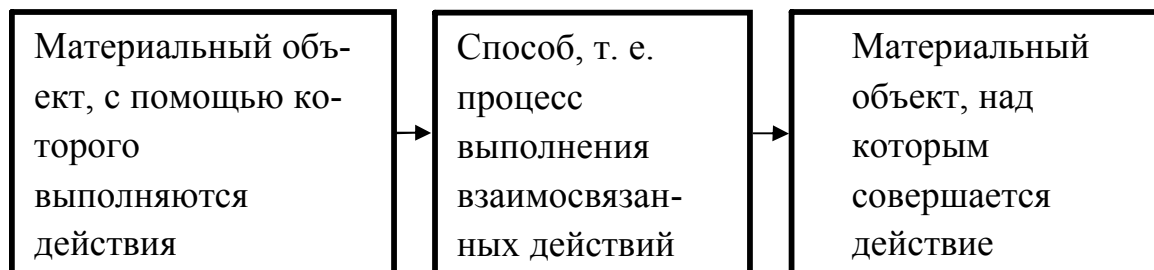 Материальный объ-
ект, с помощью ко-
торого
выполняются
действия
Способ, т. е.
процесс
выполнения
взаимосвязан-
ных действий
Материальный
объект, над
которым
совершается
действие